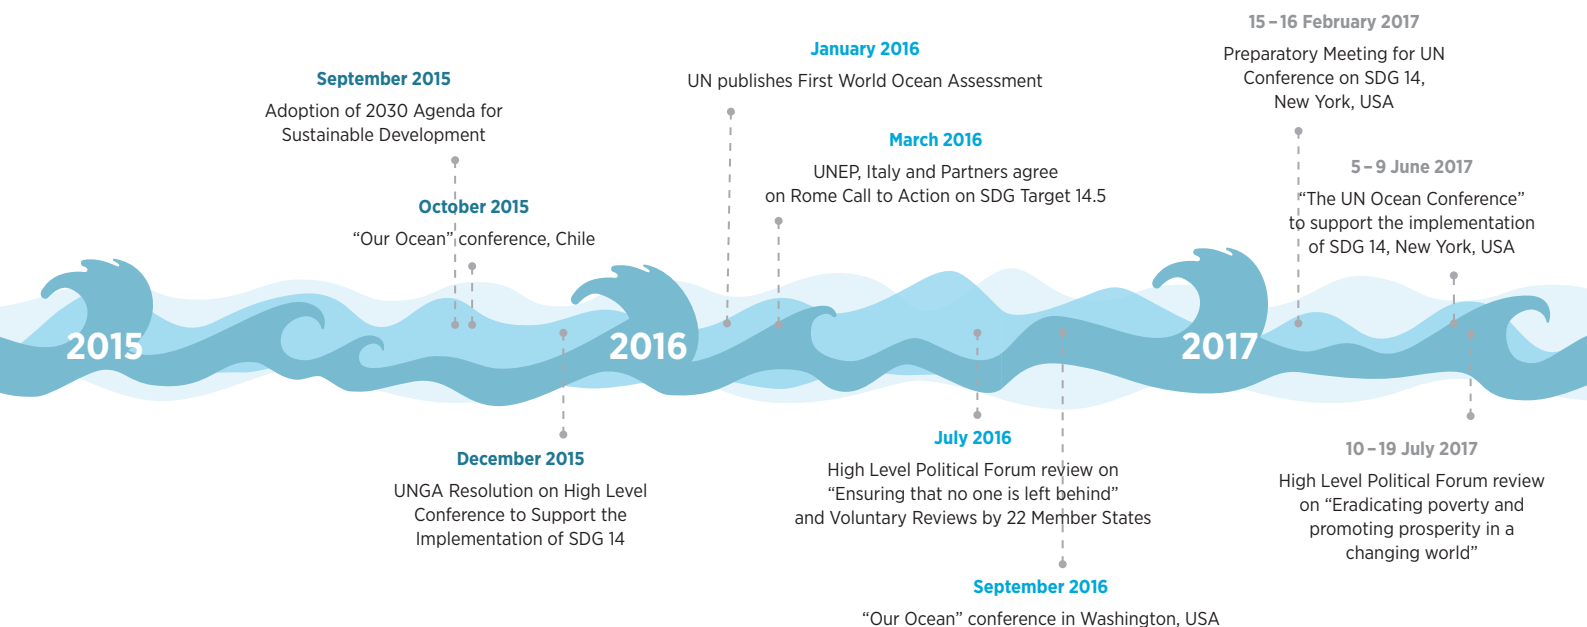 September 2015
Adoption of 2030 Agenda for
Sustainable Development
October 2015
“Our Ocean” conference, Chile
December 2015
UNGA Resolution on High Level
Conference to Support the
Implementation of SDG 14
January 2016
UN publishes First World Ocean Assessment
March 2016
UNEP, Italy and Partners agree
on Rome Call to Action on SDG Target 14.5
July 2016
High Level Political Forum review on
“Ensuring that no one is left behind”
and Voluntary Reviews by 22 Member States
September 2016
“Our Ocean” conference in Washington, USA
15 – 16 February 2017
Preparatory Meeting for UN
Conference on SDG 14,
New York, USA
5 – 9 June 2017
“The UN Ocean Conference”
to support the implementation
of SDG 14, New York, USA
10 – 19 July 2017
High Level Political Forum review
on “Eradicating poverty and
promoting prosperity in a
changing world”
2015
2016
2017